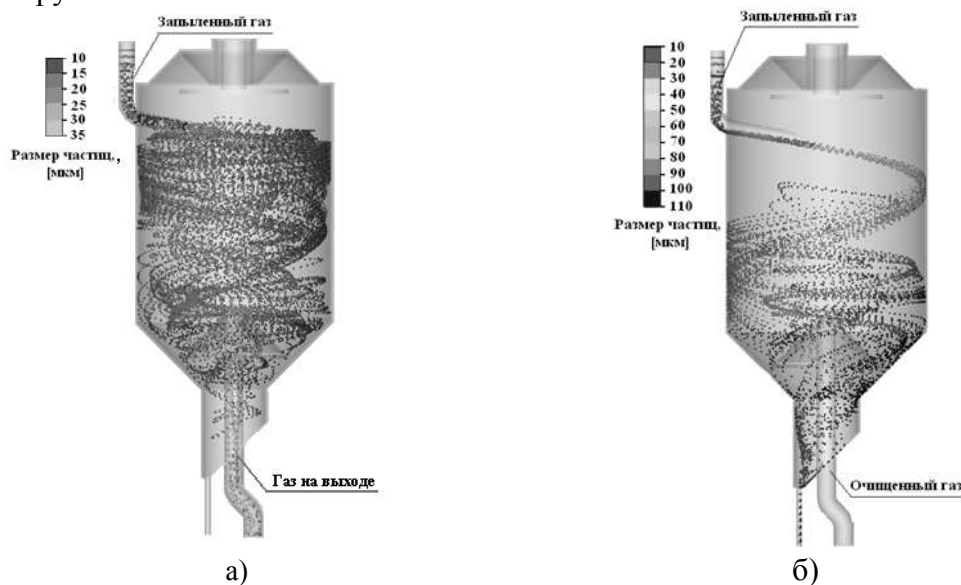 Запыленный газ
10
15
20
25
30
35
Размер частиц,
[мкм]
Газ на выходе
а)
Запыленный газ
10
20
30
40
50
60
70
80
90
100
110
Размер частиц,
[мкм]
Очищенный газ
б)